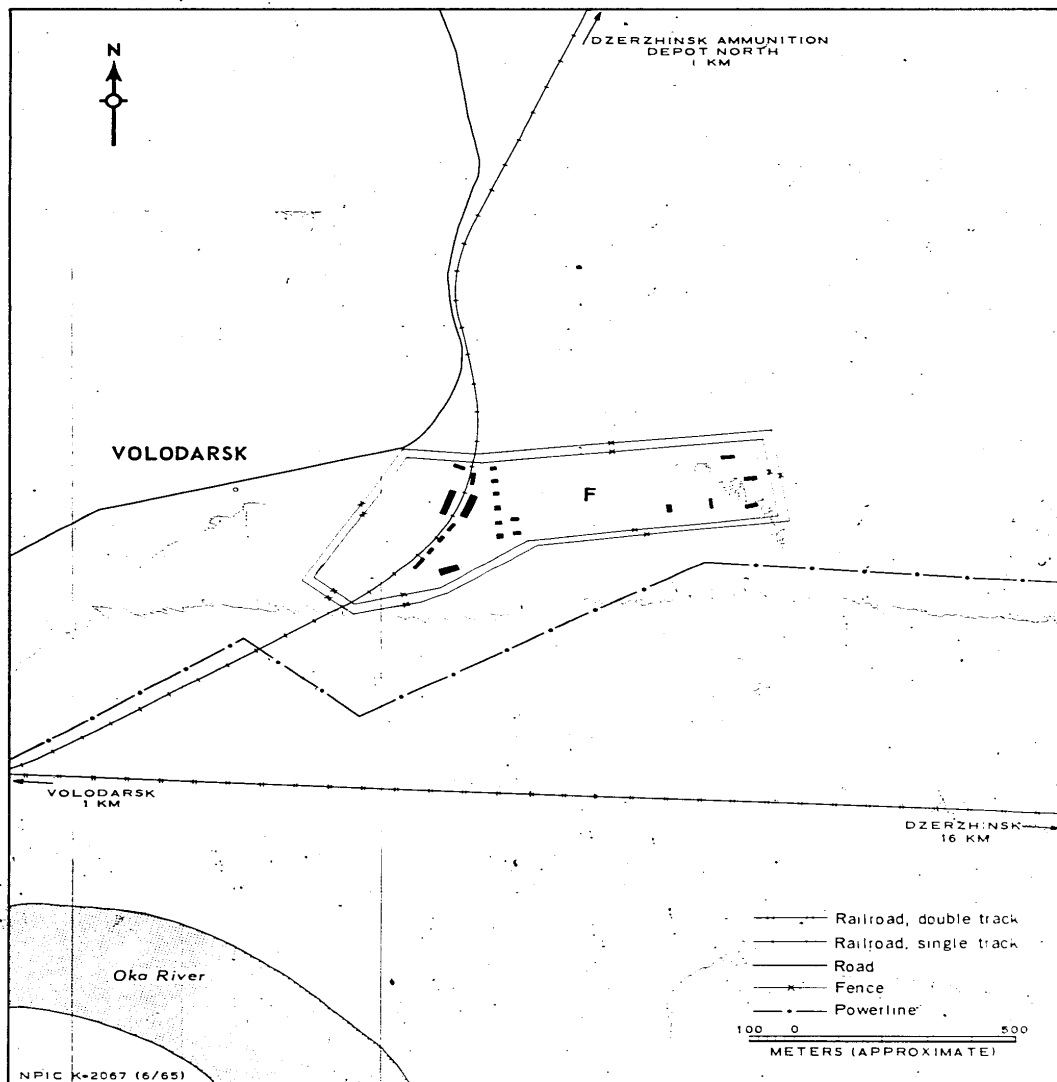 DZERZHINSK AMMUNITION
DEPOT NORTH
1 KM
N
VOLODARSK
F
VOLODARSK
1 KM
DZERZHINSK
16 KM
Oka River
Railroad, double track
Railroad, single track
Road
Fence
Powerline
100 0 500
METERS (APPROXIMATE)
NPIC K-2067 (6/65)